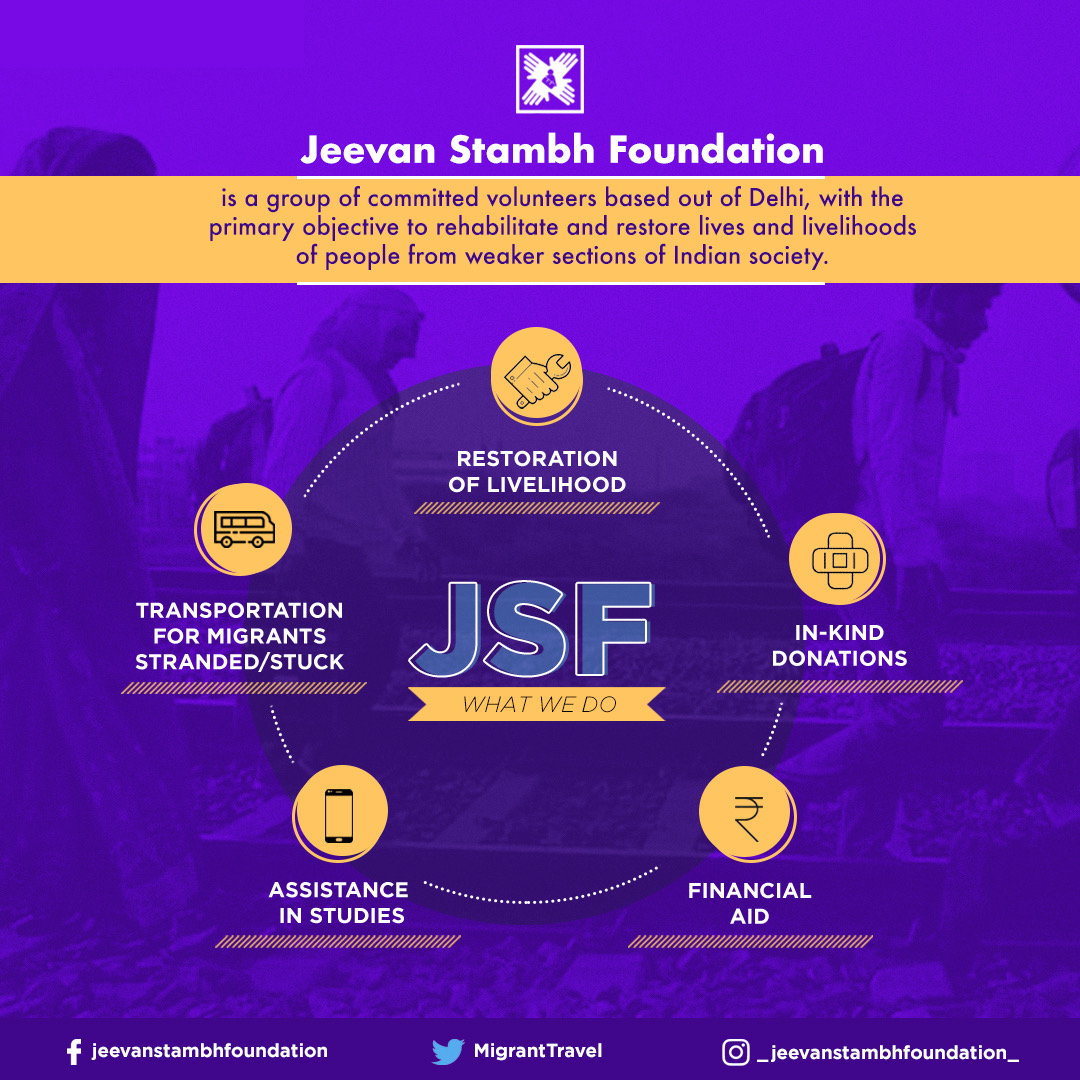 Jeevan Stambh Foundation
is a group of committed volunteers based out of Delhi, with the
primary objective to rehabilitate and restore lives and livelihoods
of people from weaker sections of Indian society.
RESTORATION
OF LIVELIHOOD
TRANSPORTATION
FOR MIGRANTS
STRANDED/STUCK
IN-KIND
DONATIONS
JSF
WHAT WE DO
₹
ASSISTANCE
IN STUDIES
FINANCIAL
AID
jeevanstambhfoundation
MigrantTravel
_jeevanstambhfoundation_